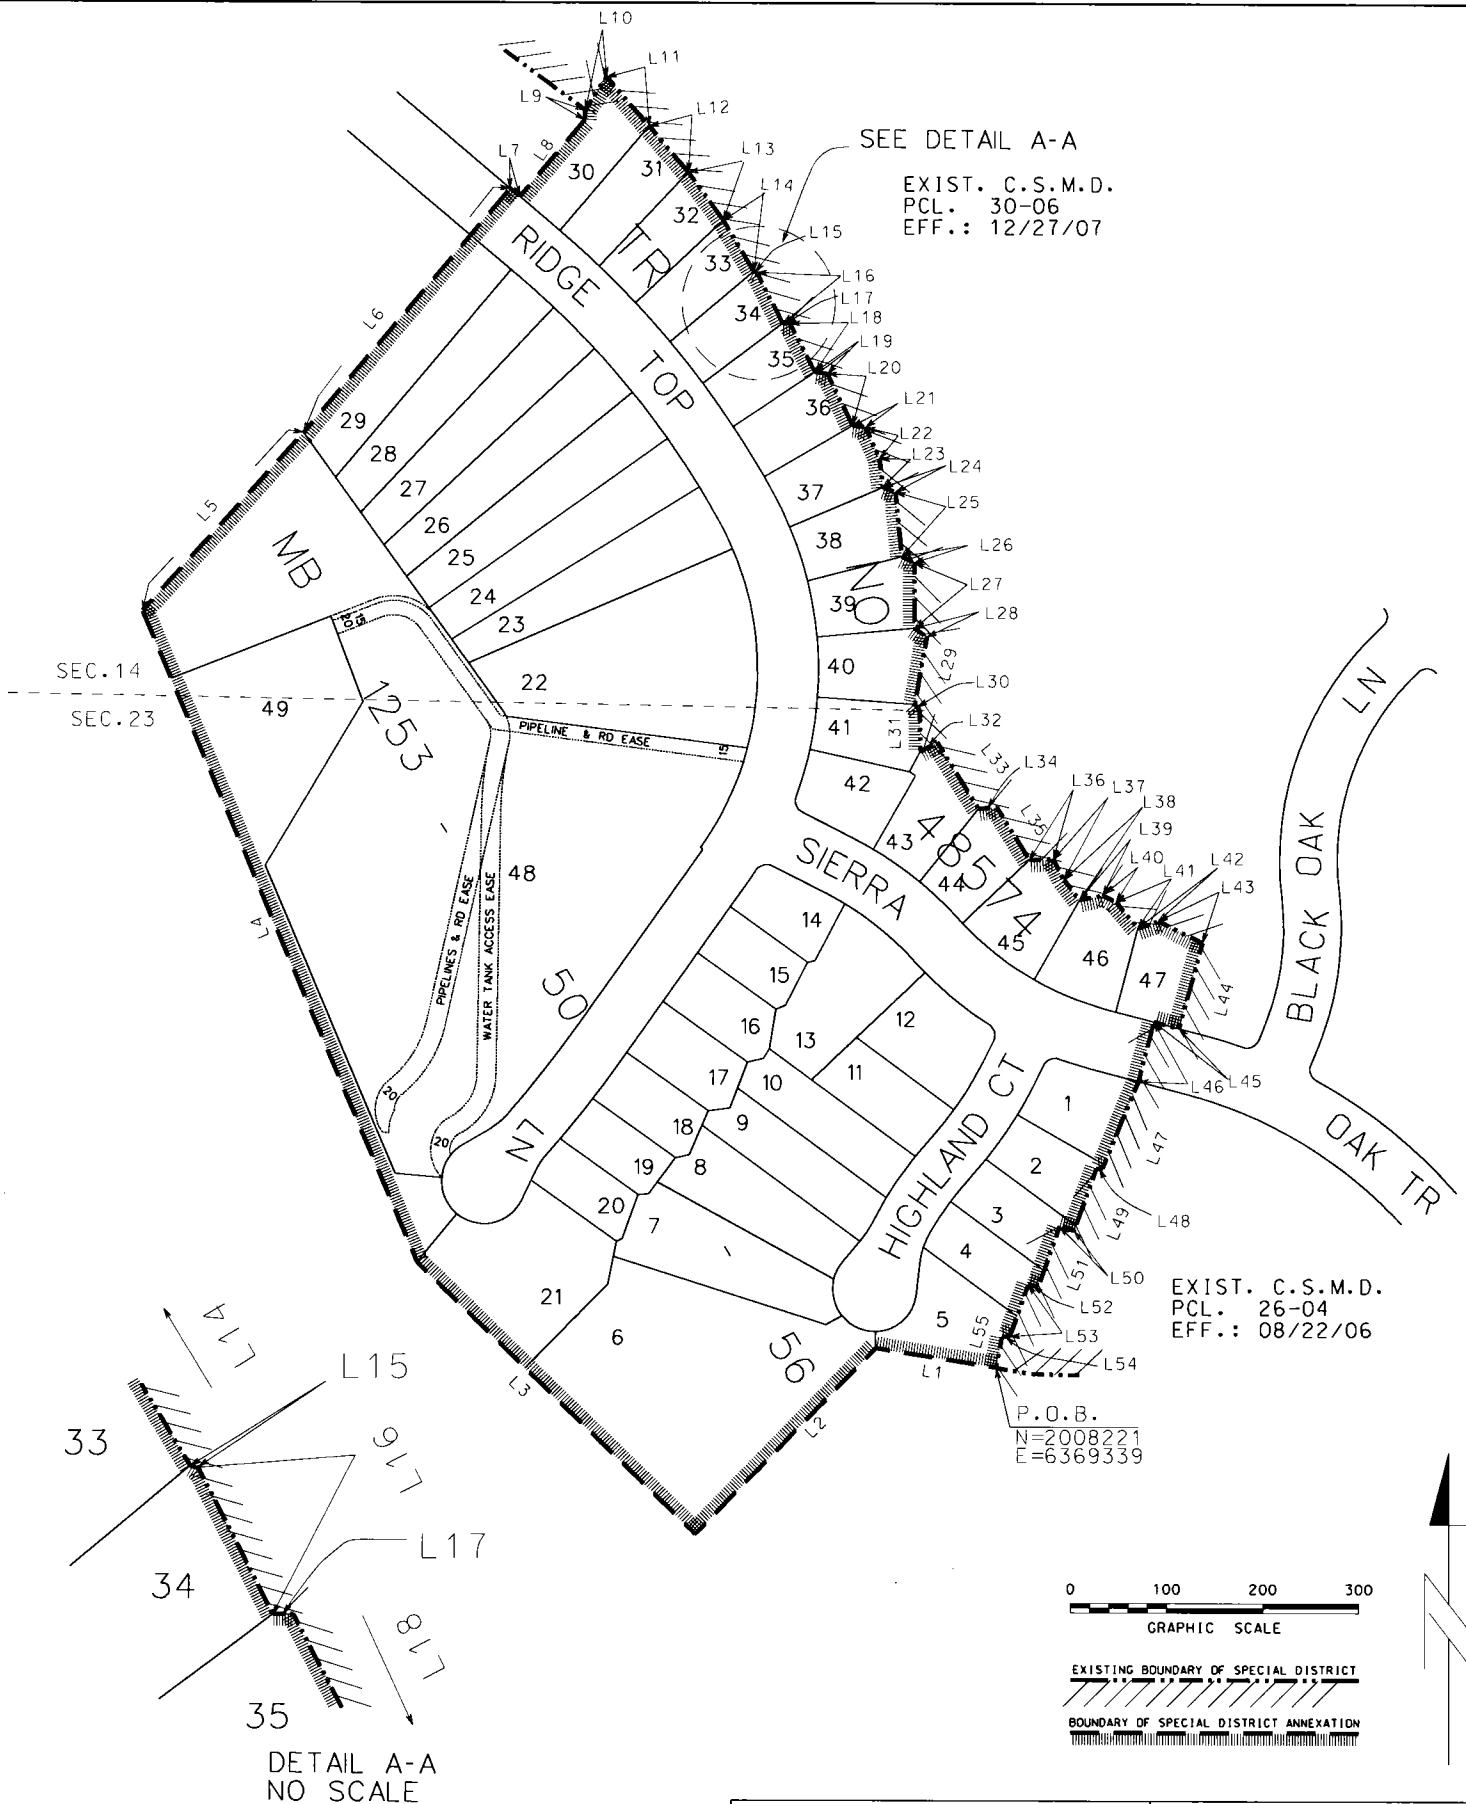 L10
L11
L9
L12
SEE DETAIL A-A
L7
L8
L13
30
31
EXIST. C.S.M.D.
PCL. 30-06
EFF.: 12/27/07
L14
32
L15
RIDGE TOP TR
33
L16
34
L17
L18
L6
35
L19
L20
36
L21
29
L22
28
L23
L24
27
37
L25
L5
26
38
L26
MB
25
NO
L27
24
39
L28
23
15
20
40
L29
SEC.14
22
L30
SEC.23
49
1253
41
L31
PIPELINE & RD EASE
15
L32
L33
LN
42
L34
L36
L37
L35
L38
43
48574
L39
SIERRA
L40
L41
L42
44
L43
48
BLACK OAK
PIPELINES & RD EASE
WATER TANK ACCESS EASE
L4
14
45
46
47
15
L44
50
12
16
13
11
17
10
L46
L45
20
1
9
18
OAK TR
20
LN
HIGHLAND CT
2
L47
19
8
20
3
L49
L48
7
4
L51
L50
EXIST. C.S.M.D.
PCL. 26-04
EFF.: 08/22/06
21
5
L52
6
L55
L53
56
L54
L14
L1
L3
L15
P.O.B.
N=2008221
E=6369339
L2
33
L16
L17
34
L18
35
0 100 200 300
GRAPHIC SCALE
EXISTING BOUNDARY OF SPECIAL DISTRICT
BOUNDARY OF SPECIAL DISTRICT ANNEXATION
DETAIL A-A
NO SCALE
N